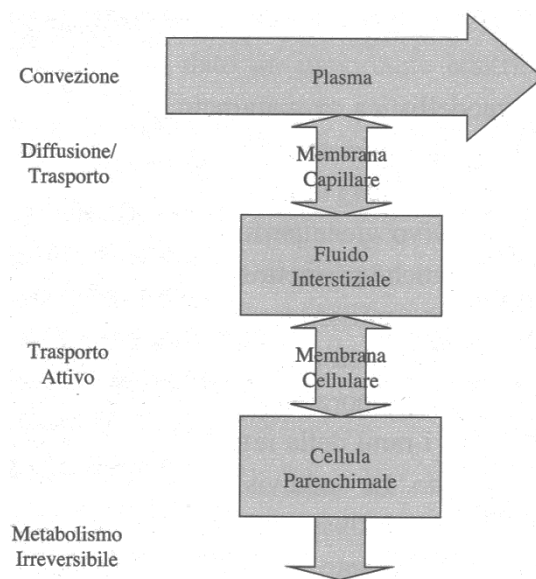 Convezione
Plasma
Diffusione/
Trasporto
Membrana
Capillare
Fluido
Interstiziale
Trasporto
Attivo
Membrana
Cellulare
Cellula
Parenchimale
Metabolismo
Irreversibile